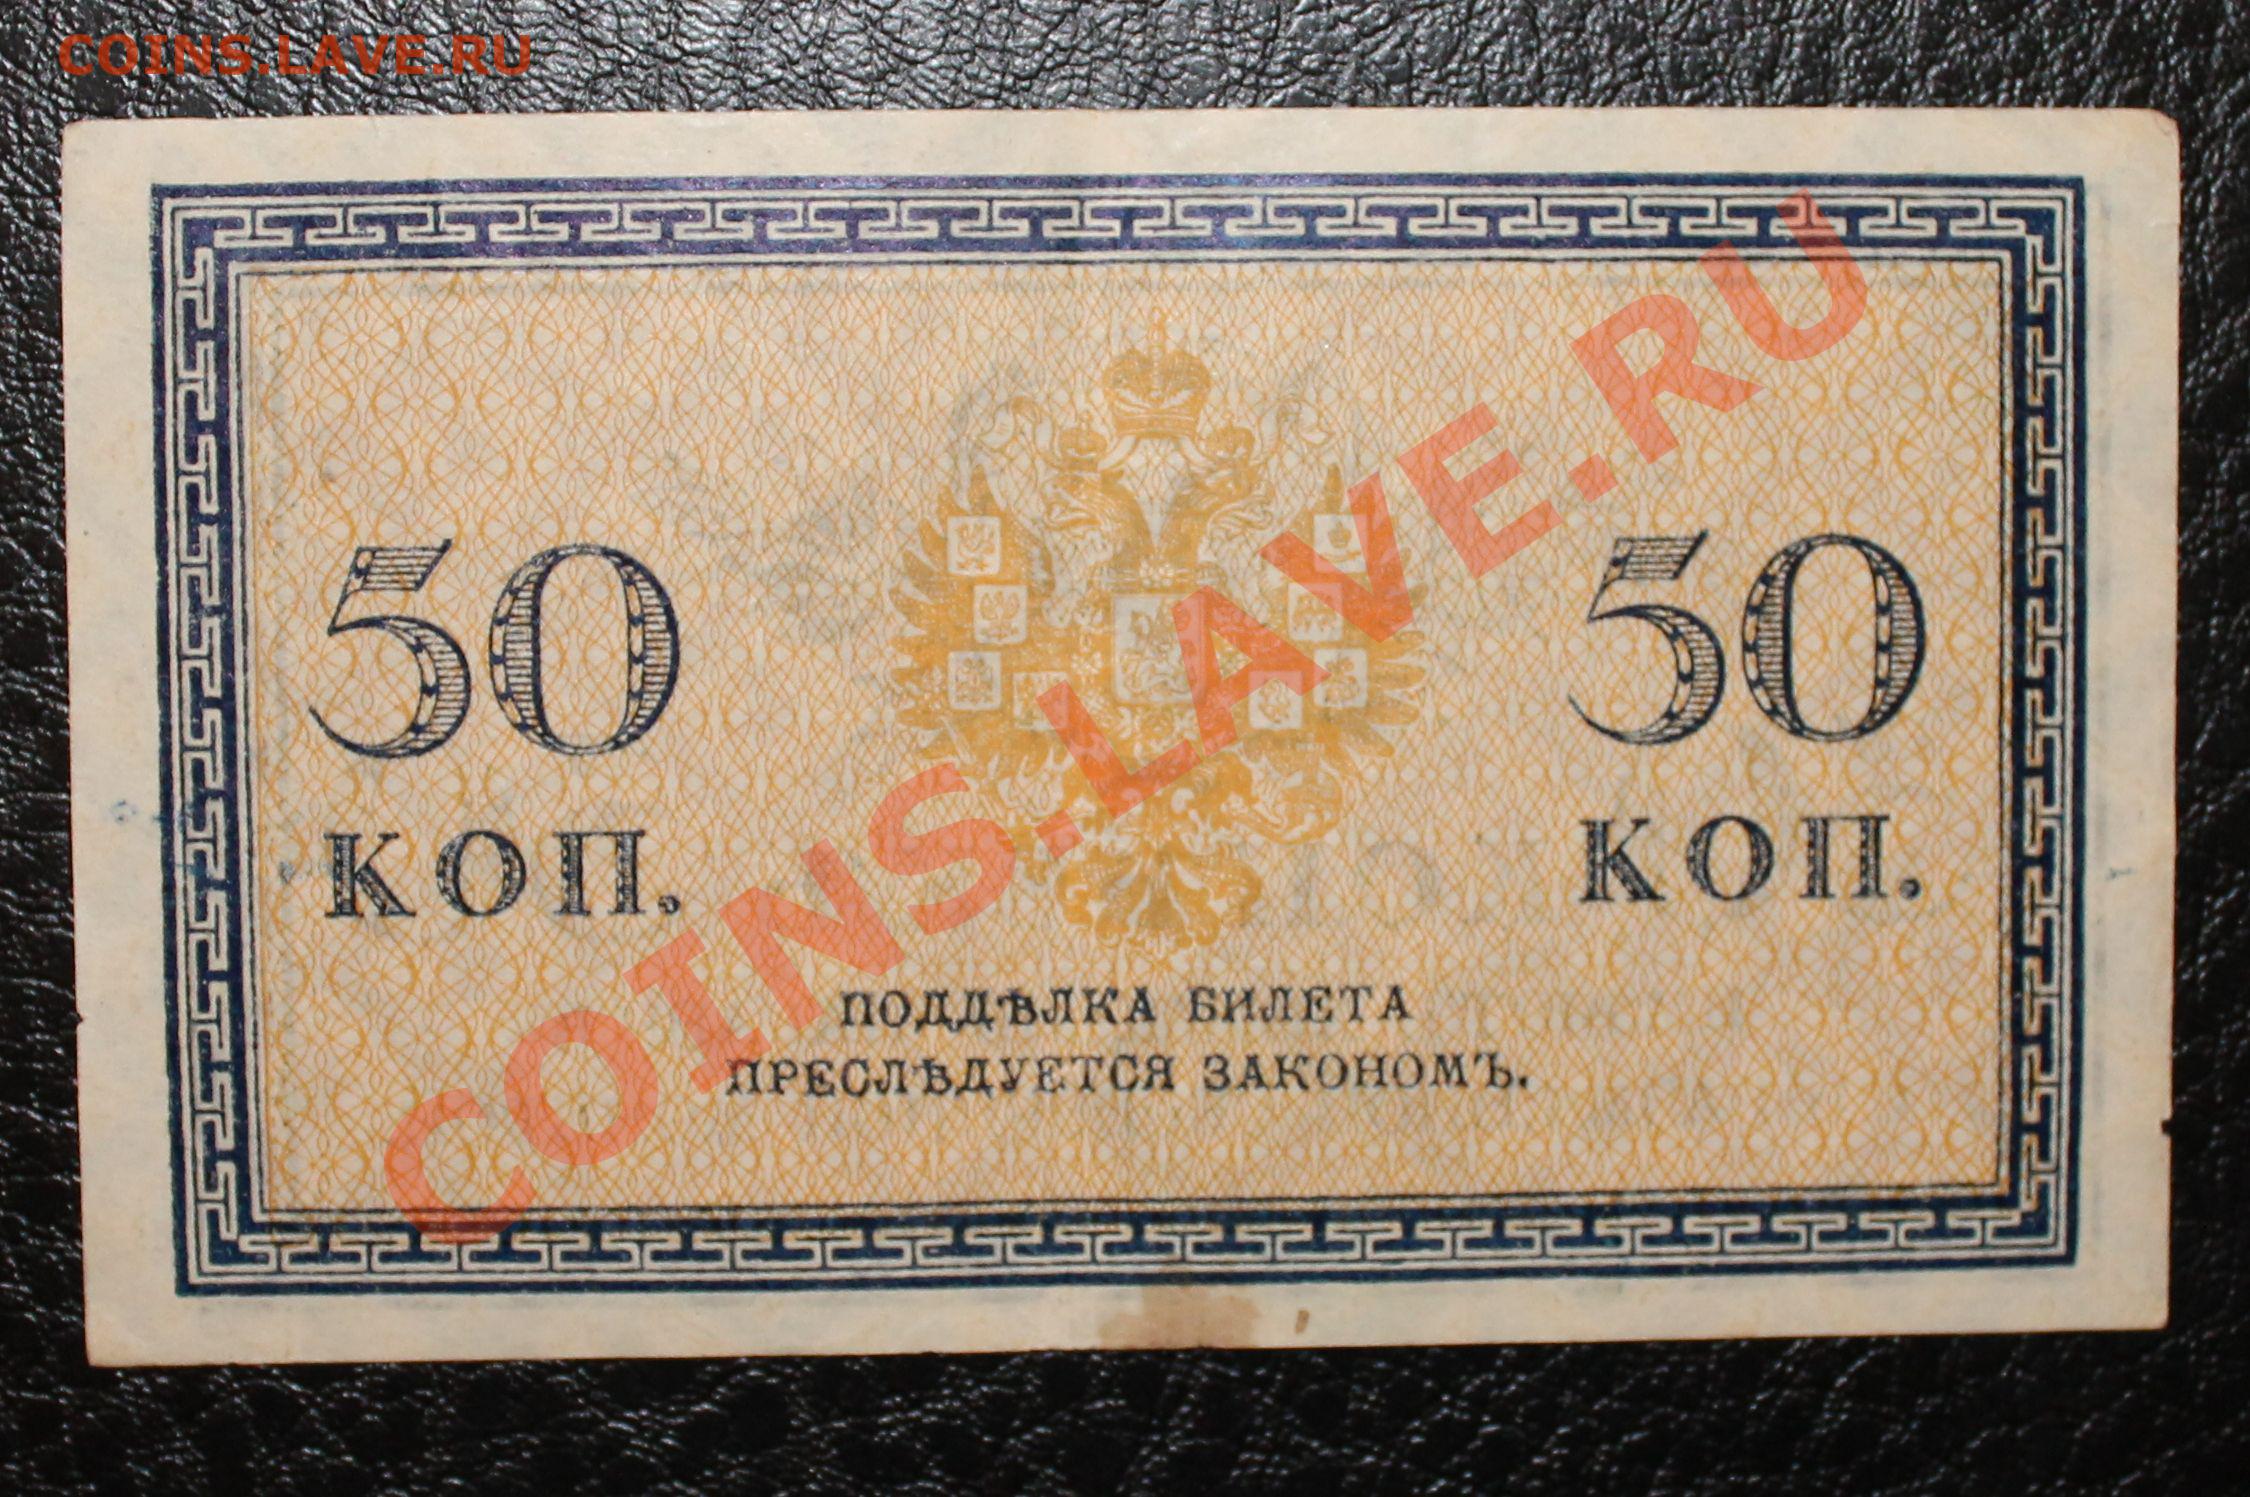 COINS.LAVE.RU
50
КОП.
50
КОП.
ПОДДѢЛКА БИЛЕТА
ПРЕСЛѢДУЕТСЯ ЗАКОНОМЪ.
COINS.LAVE.RU